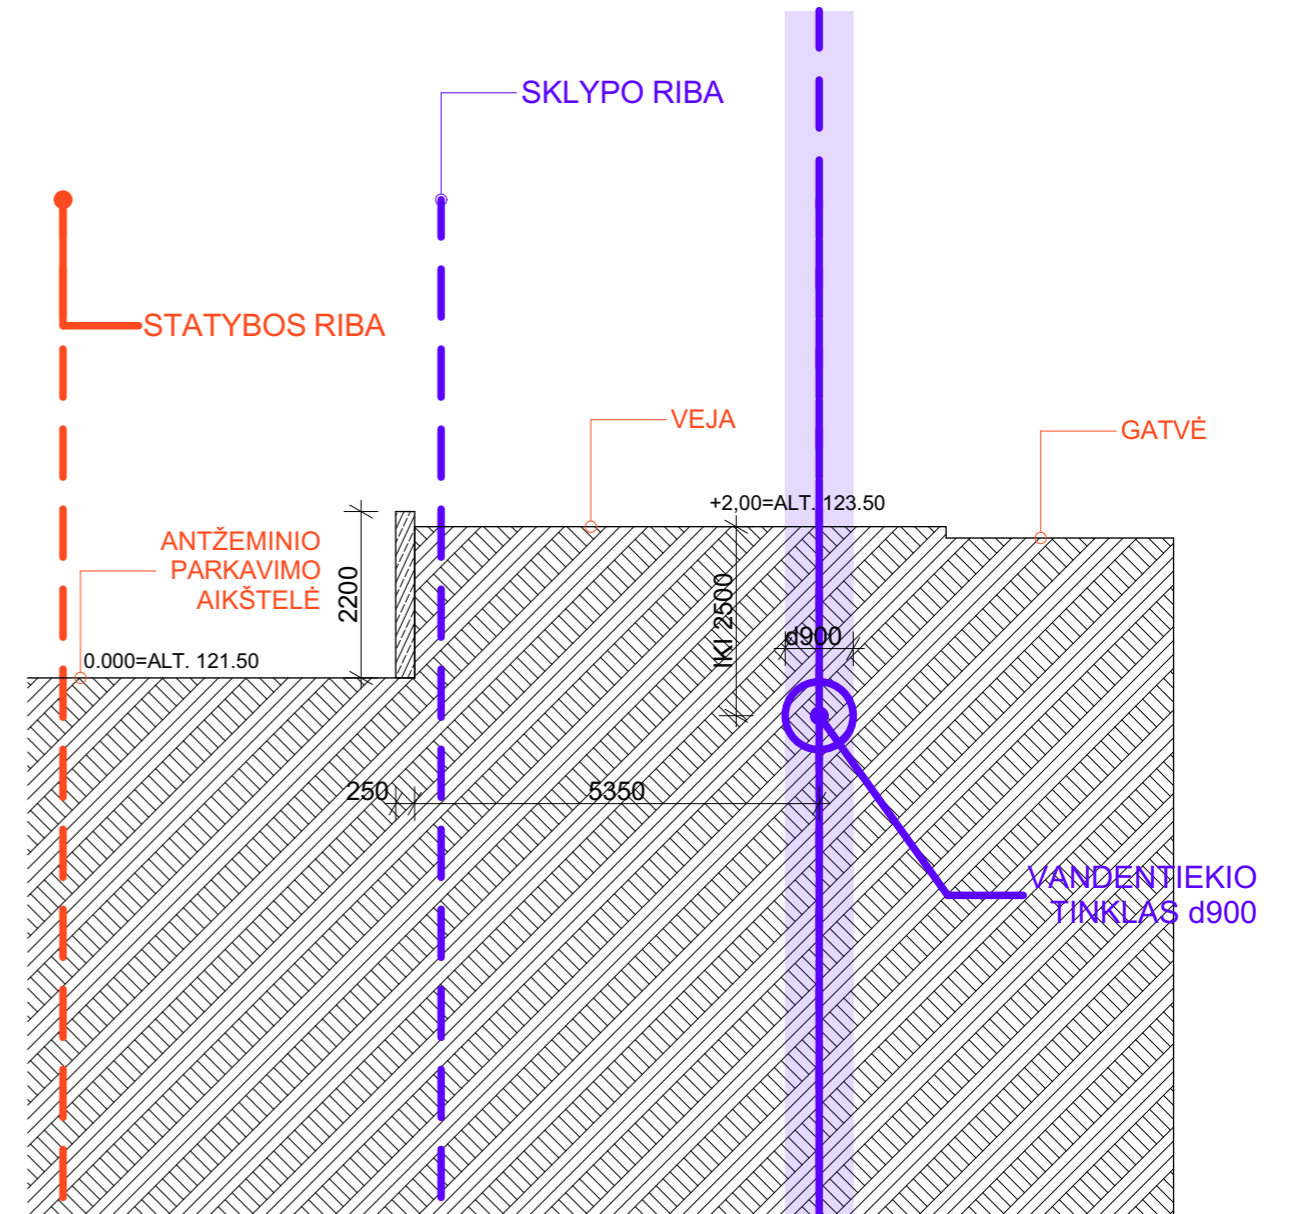 SKLYPO RIBA
STATYBOS RIBA
VEJA
GATVĖ
+2,00=ALT. 123.50
ANTŽEMINIO
PARKAVIMO
AIKŠTELĖ
2200
IKI 2500
d900
0.000=ALT. 121.50
250
5350
VANDENTIEKIO
TINKLAS d900